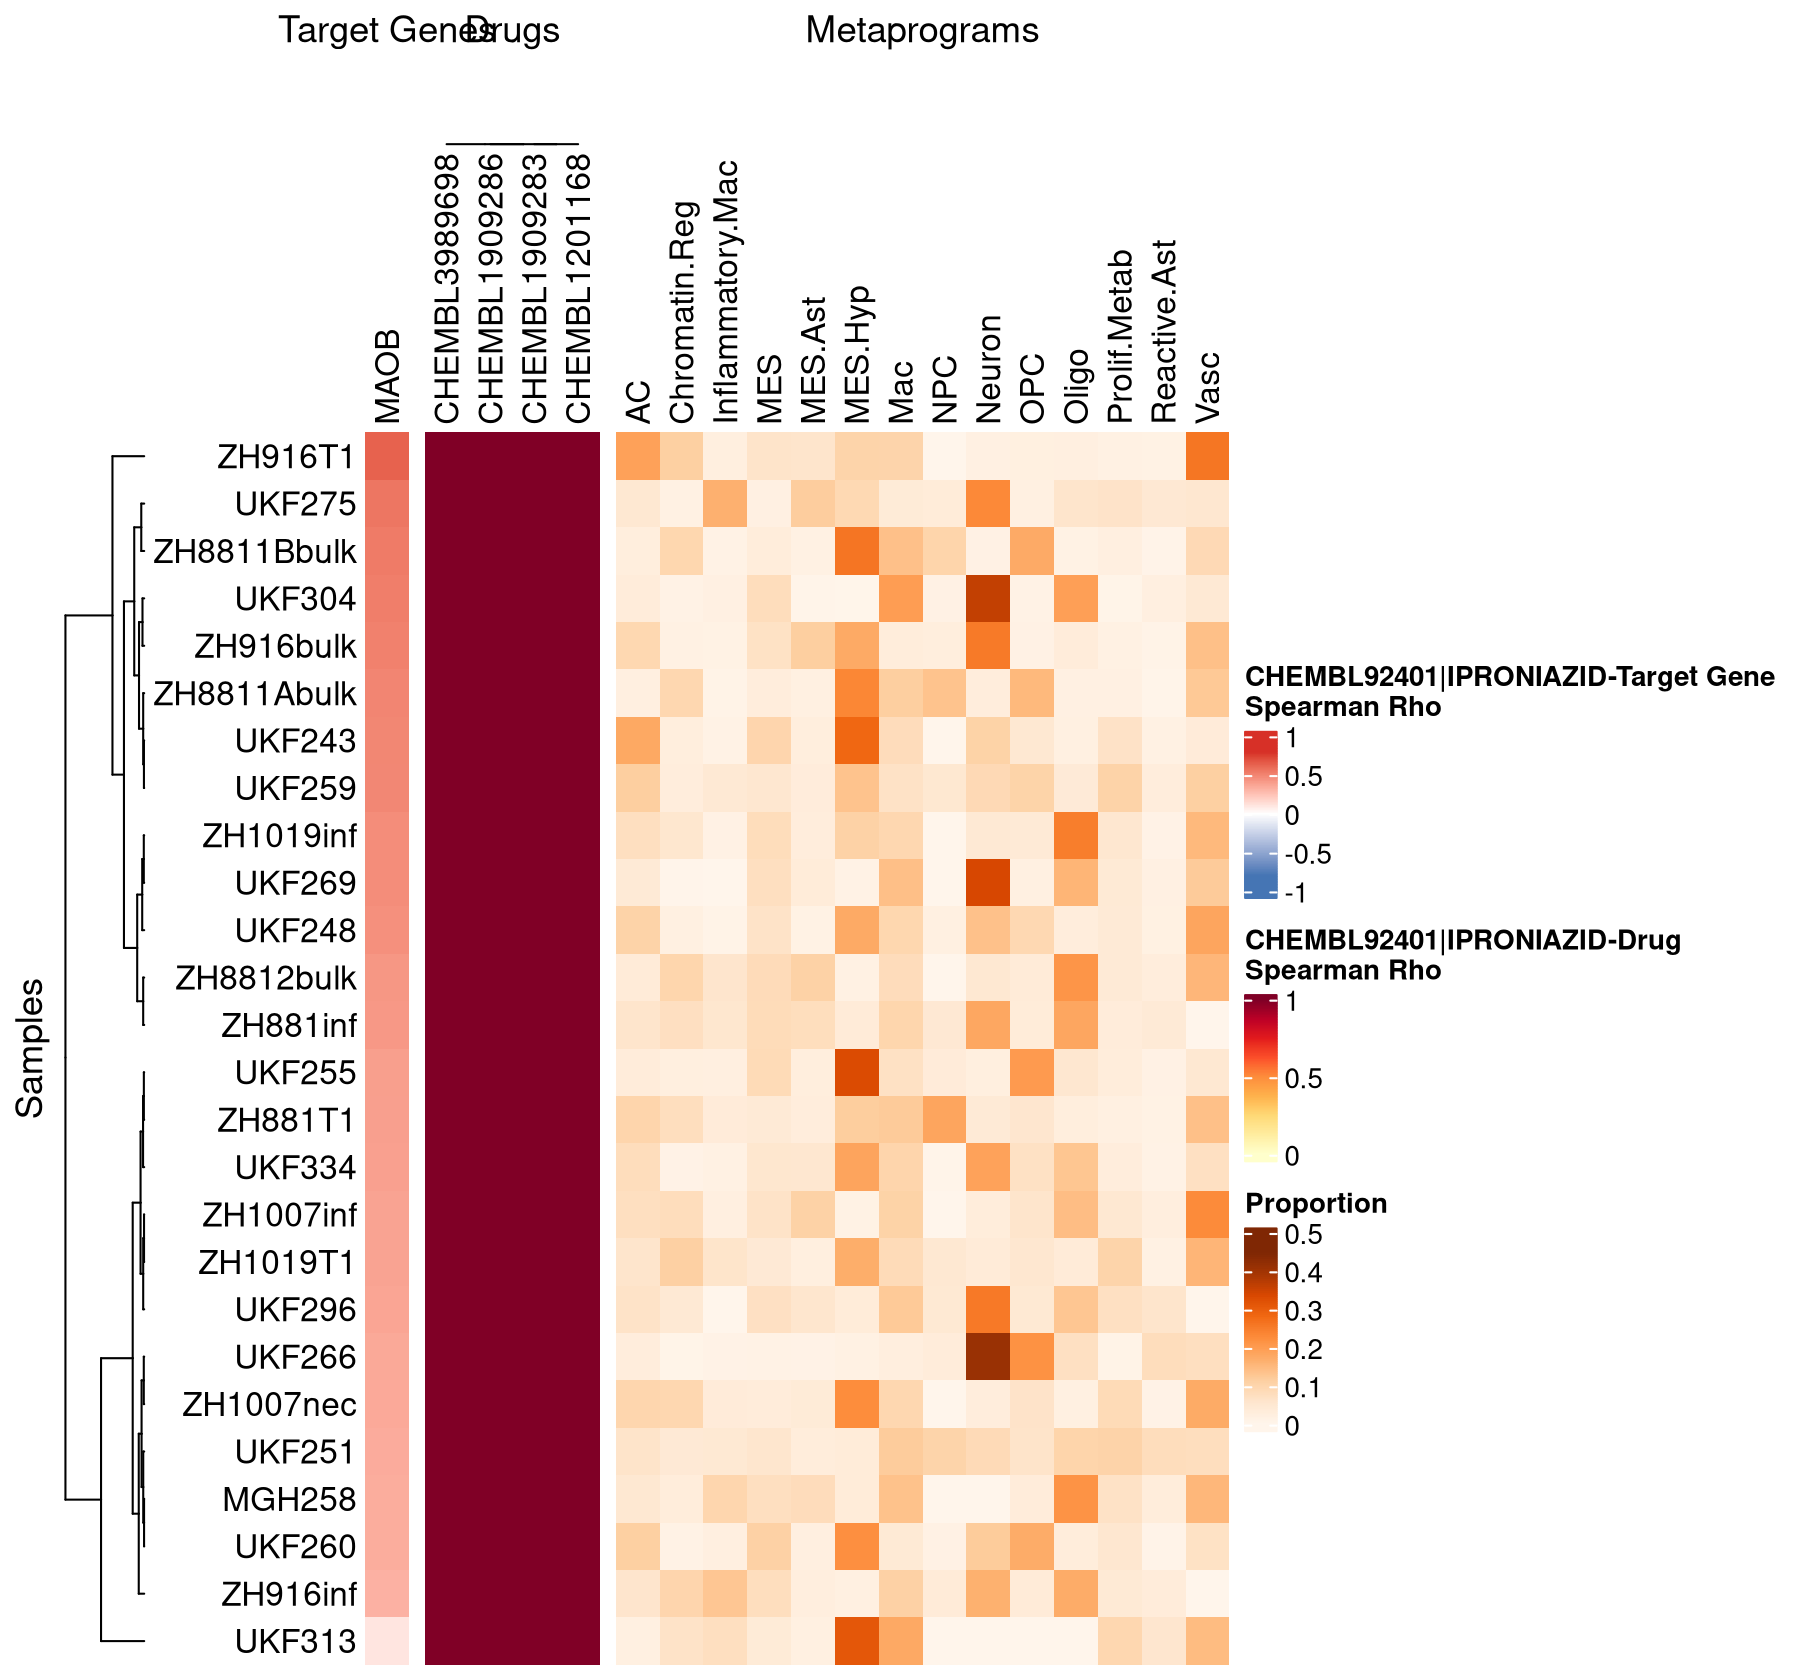 Target Genes
Drugs
Metaprograms
MAOB
CHEMBL3989698
CHEMBL1909286
CHEMBL1909283
CHEMBL1201168
AC
Chromatin.Reg
Inflammatory.Mac
MES
MES.Ast
MES.Hyp
Mac
NPC
Neuron
OPC
Oligo
Prolif.Metab
Reactive.Ast
Vasc
Samples
ZH916T1
UKF275
ZH8811Bbulk
UKF304
ZH916bulk
ZH8811Abulk
UKF243
UKF259
ZH1019inf
UKF269
UKF248
ZH8812bulk
ZH881inf
UKF255
ZH881T1
UKF334
ZH1007inf
ZH1019T1
UKF296
UKF266
ZH1007nec
UKF251
MGH258
UKF260
ZH916inf
UKF313
CHEMBL92401|IPRONIAZID-Target Gene
Spearman Rho
1
0.5
0
-0.5
-1
CHEMBL92401|IPRONIAZID-Drug
Spearman Rho
1
0.5
0
Proportion
0.5
0.4
0.3
0.2
0.1
0